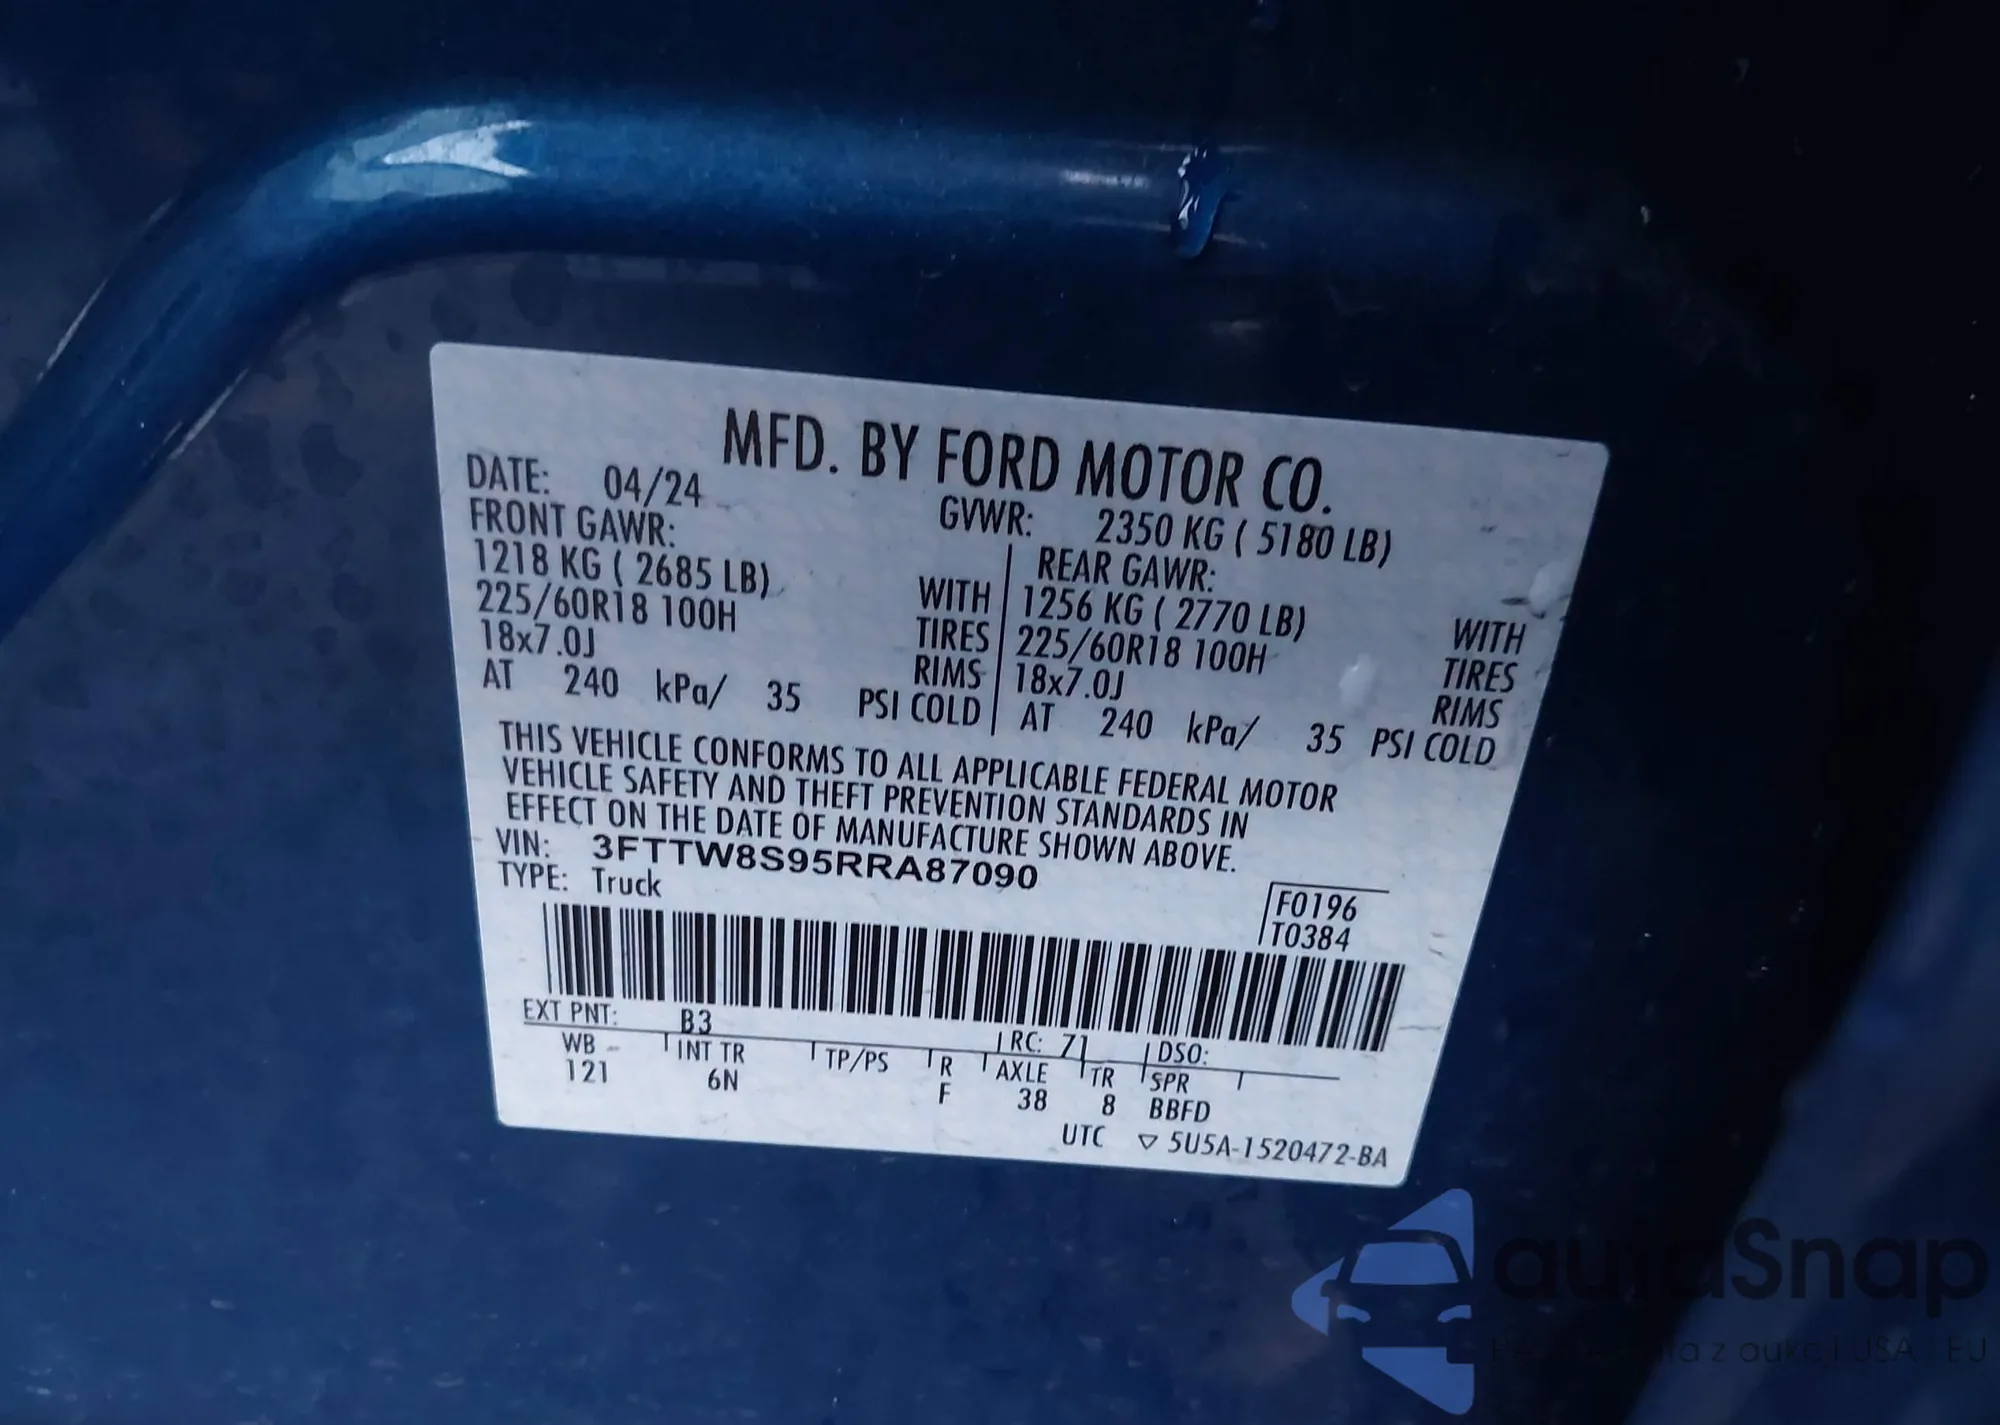 MFD. BY FORD MOTOR CO.
DATE: 04/24 GVWR: 2350 KG ( 5180 LB)
FRONT GAWR: REAR GAWR:
1218 KG ( 2685 LB) WITH 1256 KG ( 2770 LB) WITH
225/60R18 100H TIRES 225/60R18 100H TIRES
18x7.0J RIMS 18x7.0J RIMS
AT 240 kPa/ 35 PSI COLD AT 240 kPa/ 35 PSI COLD
THIS VEHICLE CONFORMS TO ALL APPLICABLE FEDERAL MOTOR
VEHICLE SAFETY AND THEFT PREVENTION STANDARDS IN
EFFECT ON THE DATE OF MANUFACTURE SHOWN ABOVE.
VIN: 3FTTW8S95RRA87090
TYPE: Truck
F0196
T0384
EXT PNT: B3 RC: 71 DSO:
WB INT TR TP/PS R AXLE TR SPR
121 6N F 38 8 BBFD
UTC ▽ 5U5A-1520472-BA
autaSnap
z aukcji USA i EU